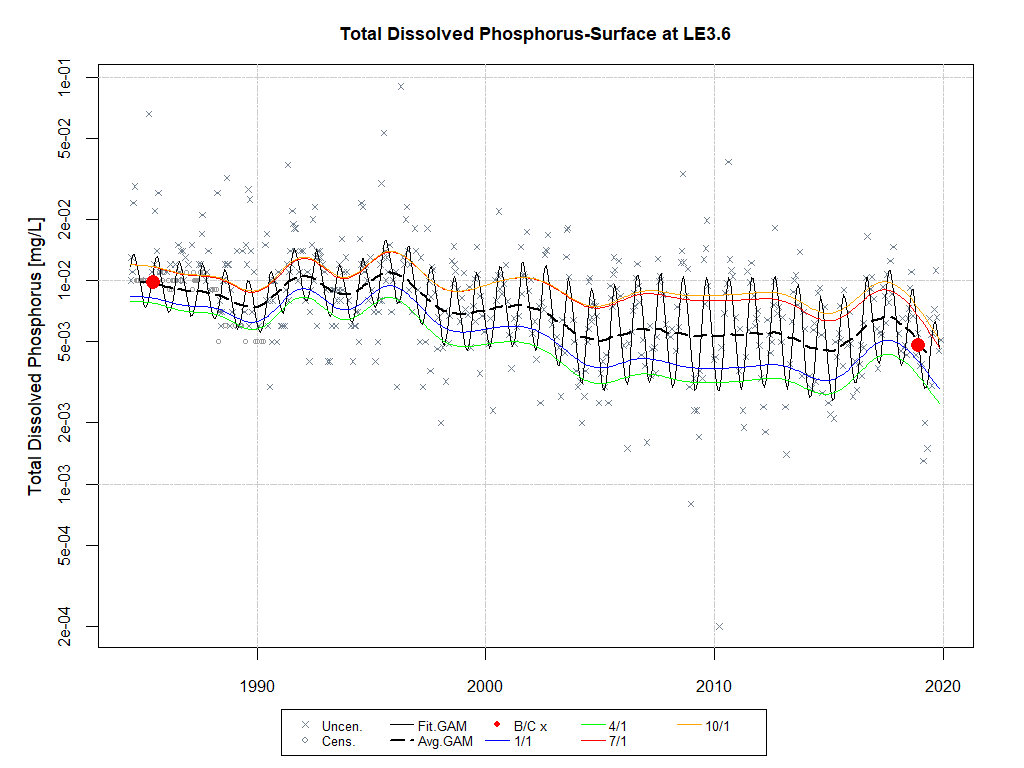 Total Dissolved Phosphorus-Surface at LE3.6
Total Dissolved Phosphorus [mg/L]
1e-01
5e-02
2e-02
1e-02
5e-03
2e-03
1e-03
5e-04
2e-04
1990 2000 2010 2020
Uncen. Fit.GAM B/C x 4/1 10/1
Cens. Avg.GAM 1/1 7/1